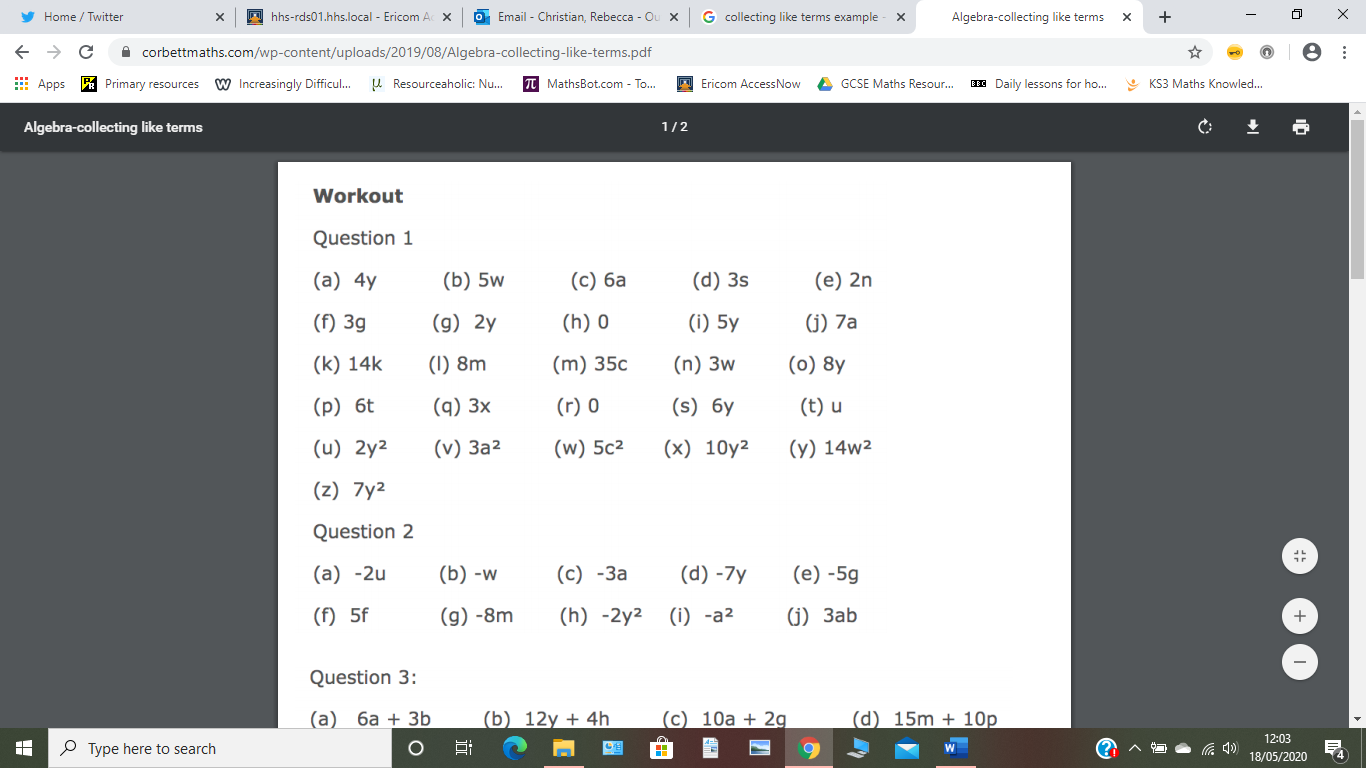 Home / Twitter
hhs-rds01.hhs.local - Ericom A
Email - Christian, Rebecca - Ou
collecting like terms example -
Algebra-collecting like terms
corbettmaths.com/wp-content/uploads/2019/08/Algebra-collecting-like-terms.pdf
Apps
Primary resources
Increasingly Difficul...
Resourceaholic: Nu...
MathsBot.com - To...
Ericom AccessNow
GCSE Maths Resour...
BBC Daily lessons for ho...
KS3 Maths Knowled...
Algebra-collecting like terms 1 / 2
Workout
Question 1
(a) 4y (b) 5w (c) 6a (d) 3s (e) 2n
(f) 3g (g) 2y (h) 0 (i) 5y (j) 7a
(k) 14k (l) 8m (m) 35c (n) 3w (o) 8y
(p) 6t (q) 3x (r) 0 (s) 6y (t) u
(u) 2y² (v) 3a² (w) 5c² (x) 10y² (y) 14w²
(z) 7y²
Question 2
(a) -2u (b) -w (c) -3a (d) -7y (e) -5g
(f) 5f (g) -8m (h) -2y² (i) -a² (j) 3ab
Question 3:
(a) 6a + 3b (b) 12y + 4h (c) 10a + 2g (d) 15m + 10p
Type here to search
12:03
18/05/2020
4